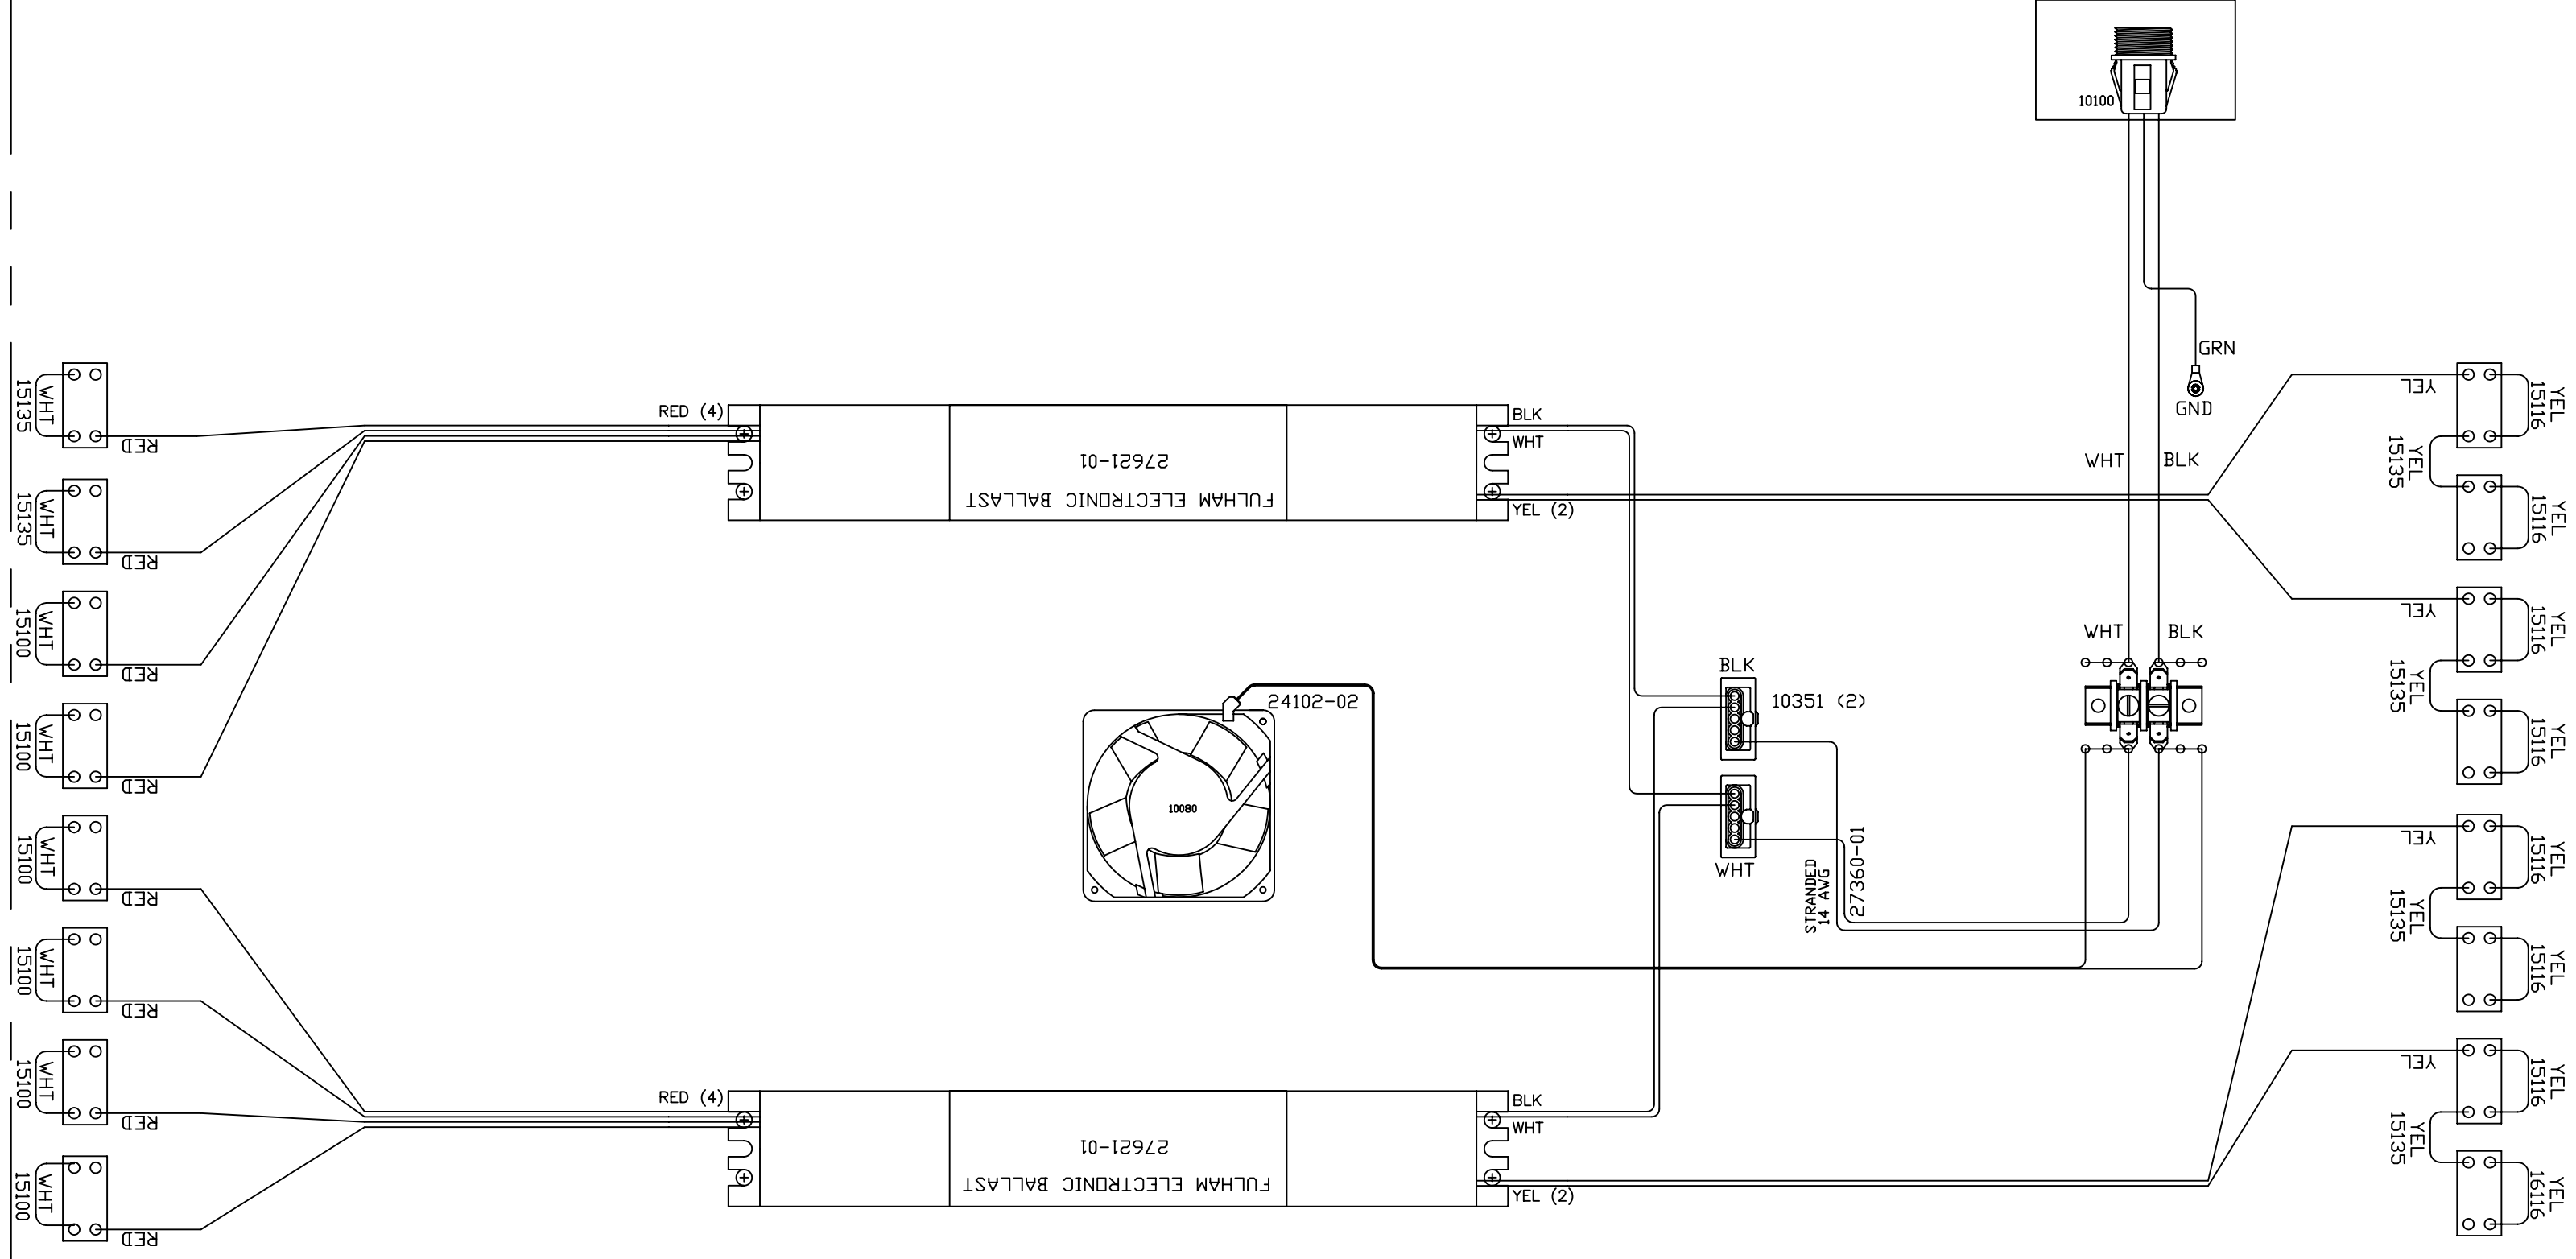 10100
GRN
GND
WHT
BLK
WHT
BLK
WHT
15135
RED
WHT
15135
RED
WHT
15100
RED
WHT
15100
RED
WHT
15100
RED
WHT
15100
RED
WHT
15100
RED
WHT
15100
RED
RED (4)
27621-01
FULHAM ELECTRONIC BALLAST
BLK
WHT
YEL (2)
24102-02
10080
BLK
10351 (2)
WHT
STRANDED
14 AWG
27360-01
RED (4)
27621-01
FULHAM ELECTRONIC BALLAST
BLK
WHT
YEL (2)
YEL
YEL
15116
YEL
15135
YEL
15116
YEL
YEL
15116
YEL
15135
YEL
15116
YEL
YEL
15116
YEL
15135
YEL
15116
YEL
YEL
15116
YEL
15135
YEL
16116